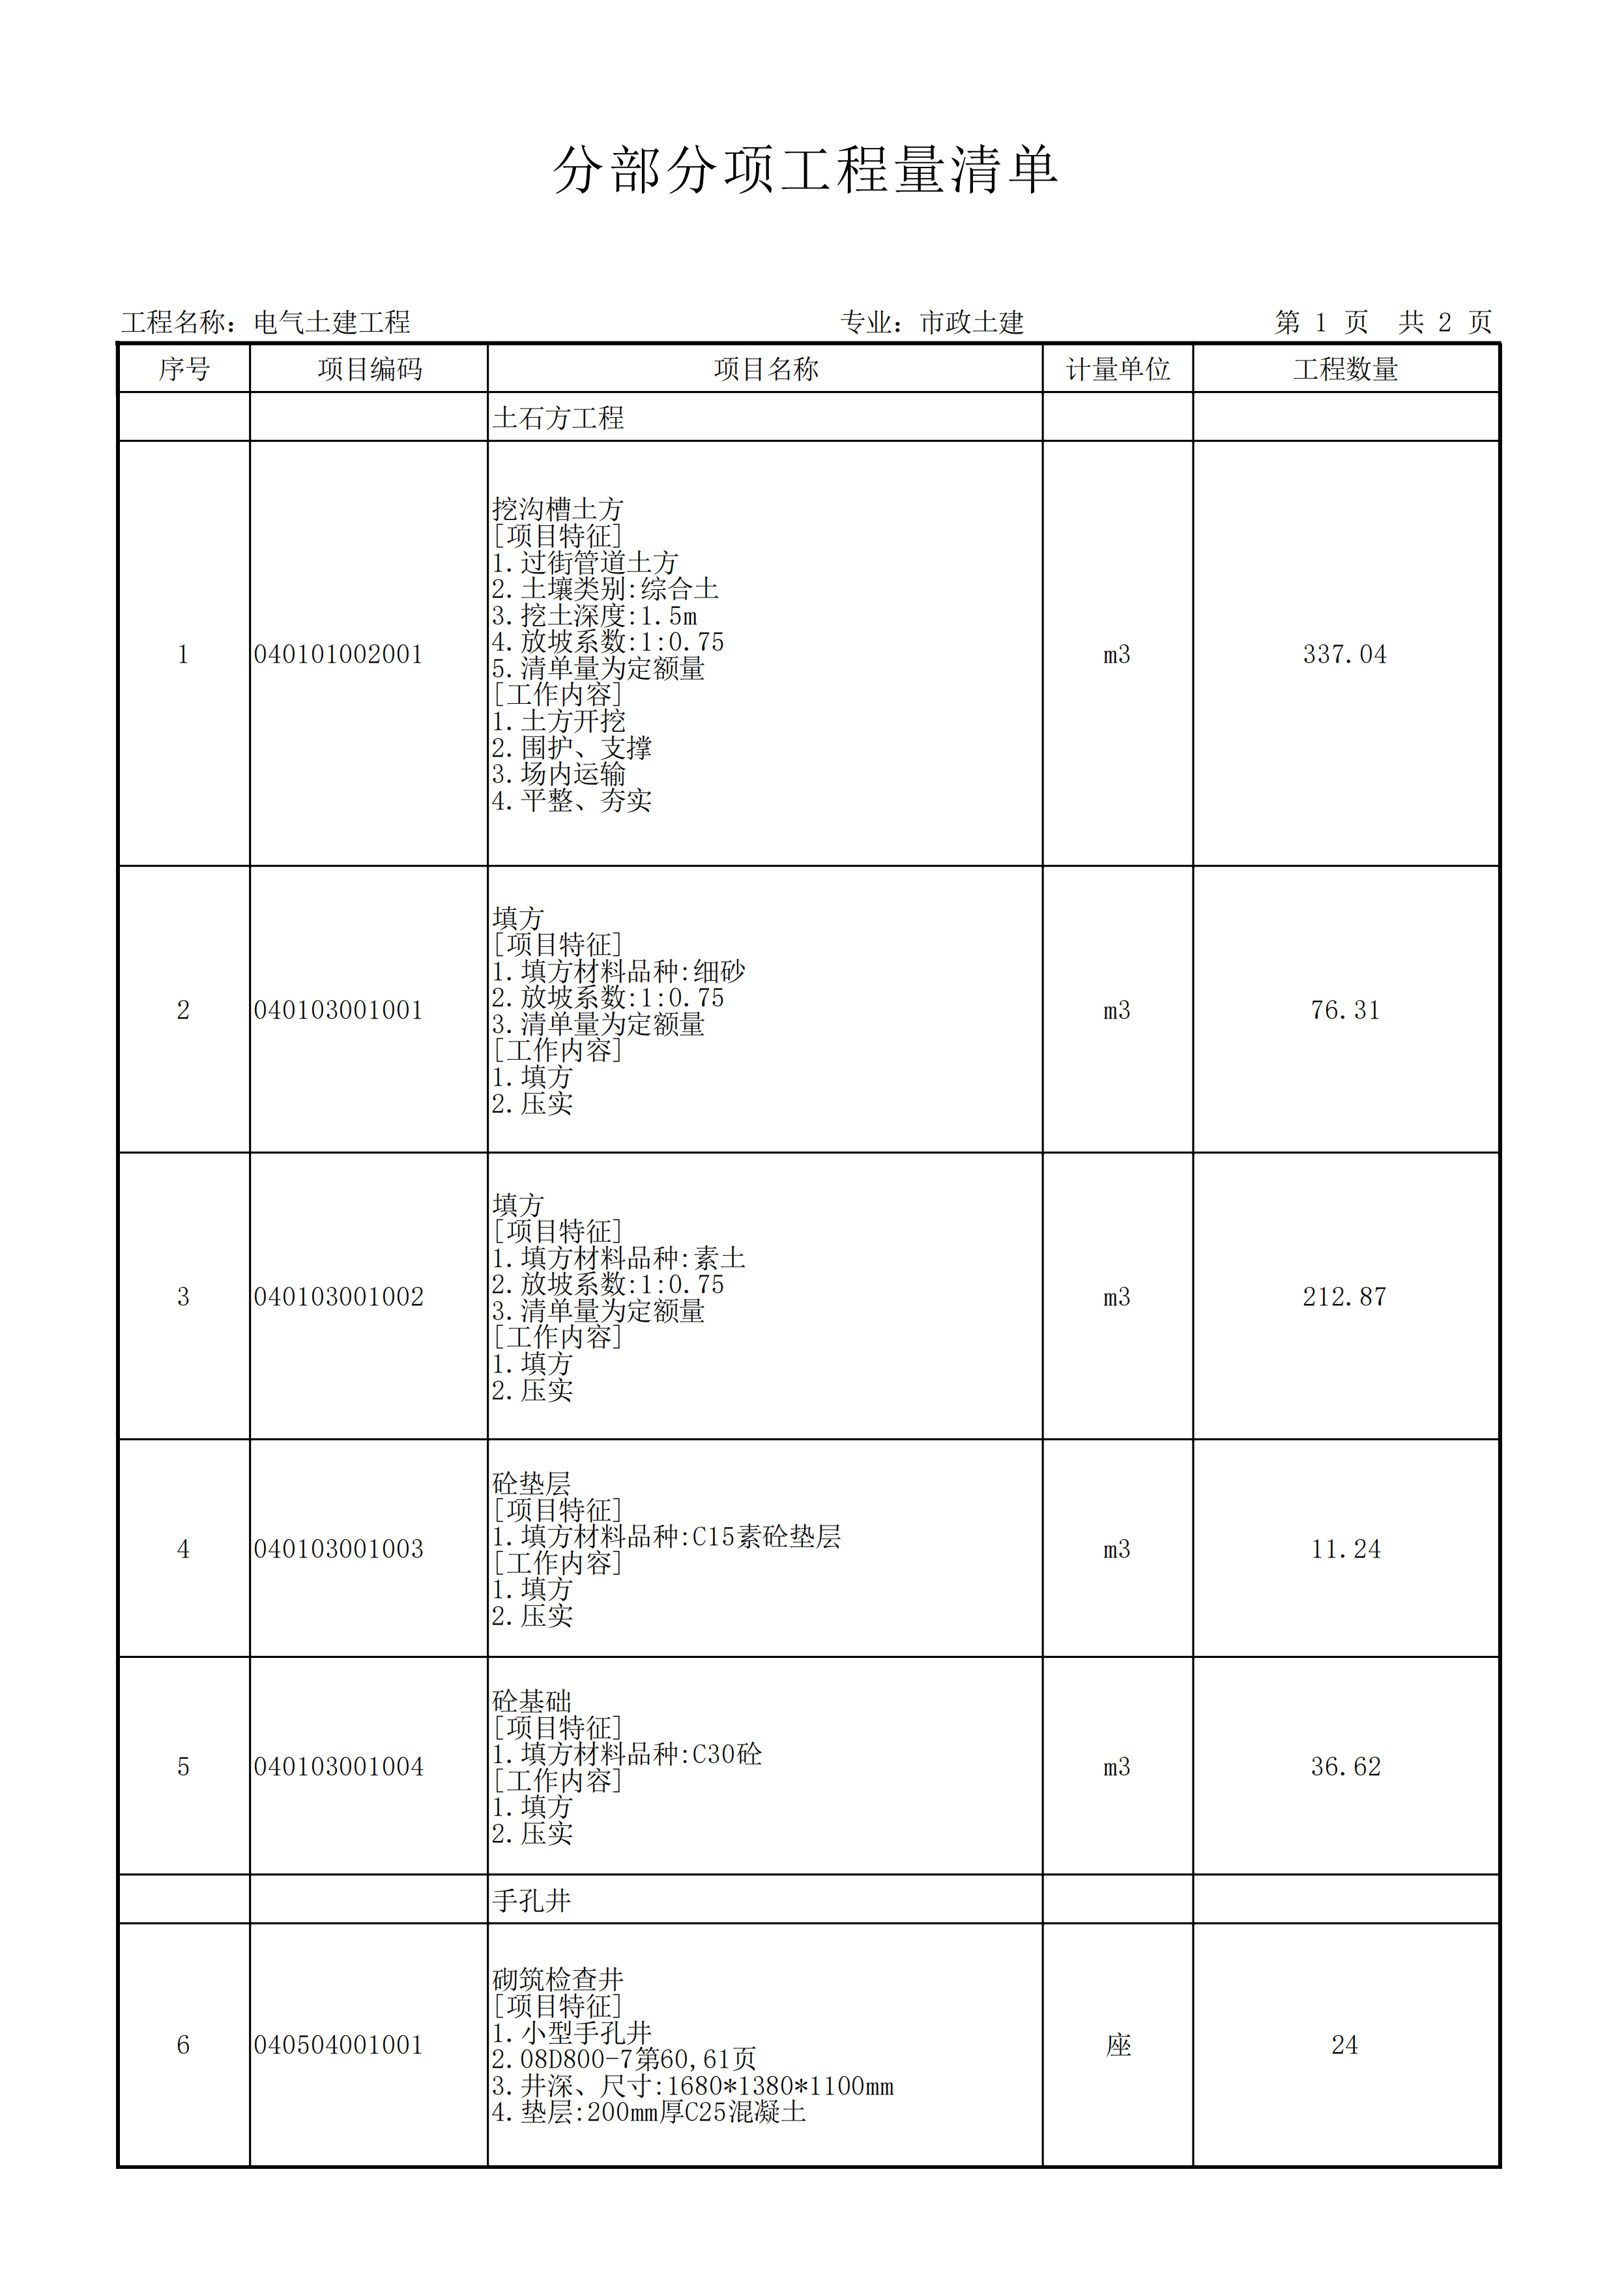 分部分项工程量清单
工程名称：电气土建工程 专业：市政土建 第 1 页 共 2 页
序号 项目编码 项目名称 计量单位 工程数量
土石方工程
挖沟槽土方
[项目特征]
1.过街管道土方
2.土壤类别:综合土
3.挖土深度:1.5m
4.放坡系数:1:0.75
5.清单量为定额量
[工作内容]
1.土方开挖
2.围护、支撑
3.场内运输
4.平整、夯实
1 040101002001 m3 337.04
填方
[项目特征]
1.填方材料品种:细砂
2.放坡系数:1:0.75
3.清单量为定额量
[工作内容]
1.填方
2.压实
2 040103001001 m3 76.31
填方
[项目特征]
1.填方材料品种:素土
2.放坡系数:1:0.75
3.清单量为定额量
[工作内容]
1.填方
2.压实
3 040103001002 m3 212.87
砼垫层
[项目特征]
1.填方材料品种:C15素砼垫层
[工作内容]
1.填方
2.压实
4 040103001003 m3 11.24
砼基础
[项目特征]
1.填方材料品种:C30砼
[工作内容]
1.填方
2.压实
5 040103001004 m3 36.62
手孔井
砌筑检查井
[项目特征]
1.小型手孔井
2.08D800-7第60,61页
3.井深、尺寸:1680*1380*1100mm
4.垫层:200mm厚C25混凝土
6 040504001001 座 24